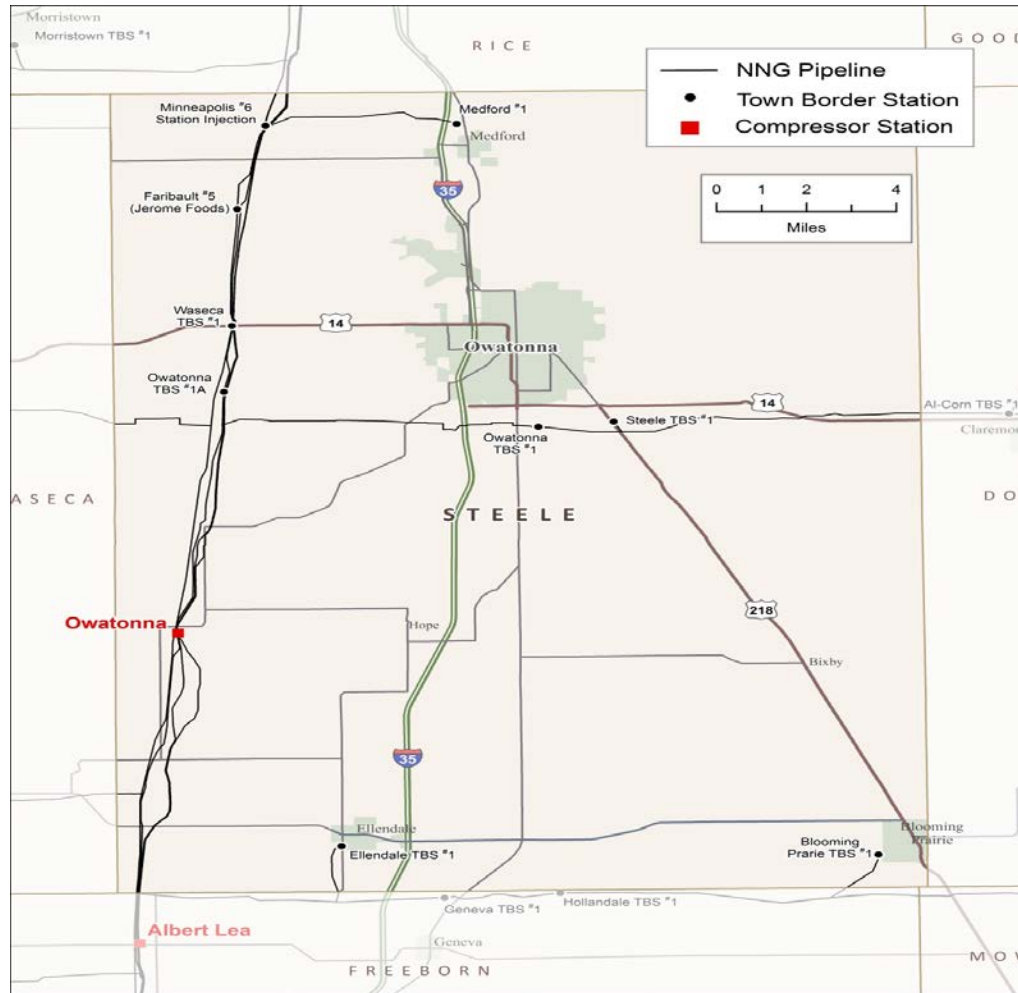 Morristown
Morristown TBS #1
RICE
GOOD
NNG Pipeline
Town Border Station
Compressor Station
0 1 2 4
Miles
Minneapolis #6
Station Injection
Medford #1
Medford
35
Faribault #5
(Jerome Foods)
Waseca
TBS #1
14
Owatonna
Owatonna
TBS #1A
14
Al-Corn TBS #1
Claremon
Steele TBS #1
Owatonna
TBS #1
ASECA
STEELE
DO
218
Owatonna
Hope
Bixby
35
Ellendale
Ellendale TBS #1
Blooming
Prairie
Blooming
Prarie TBS #1
Geneva TBS #1
Hollandale TBS #1
Albert Lea
Geneva
FREEBORN
MOW